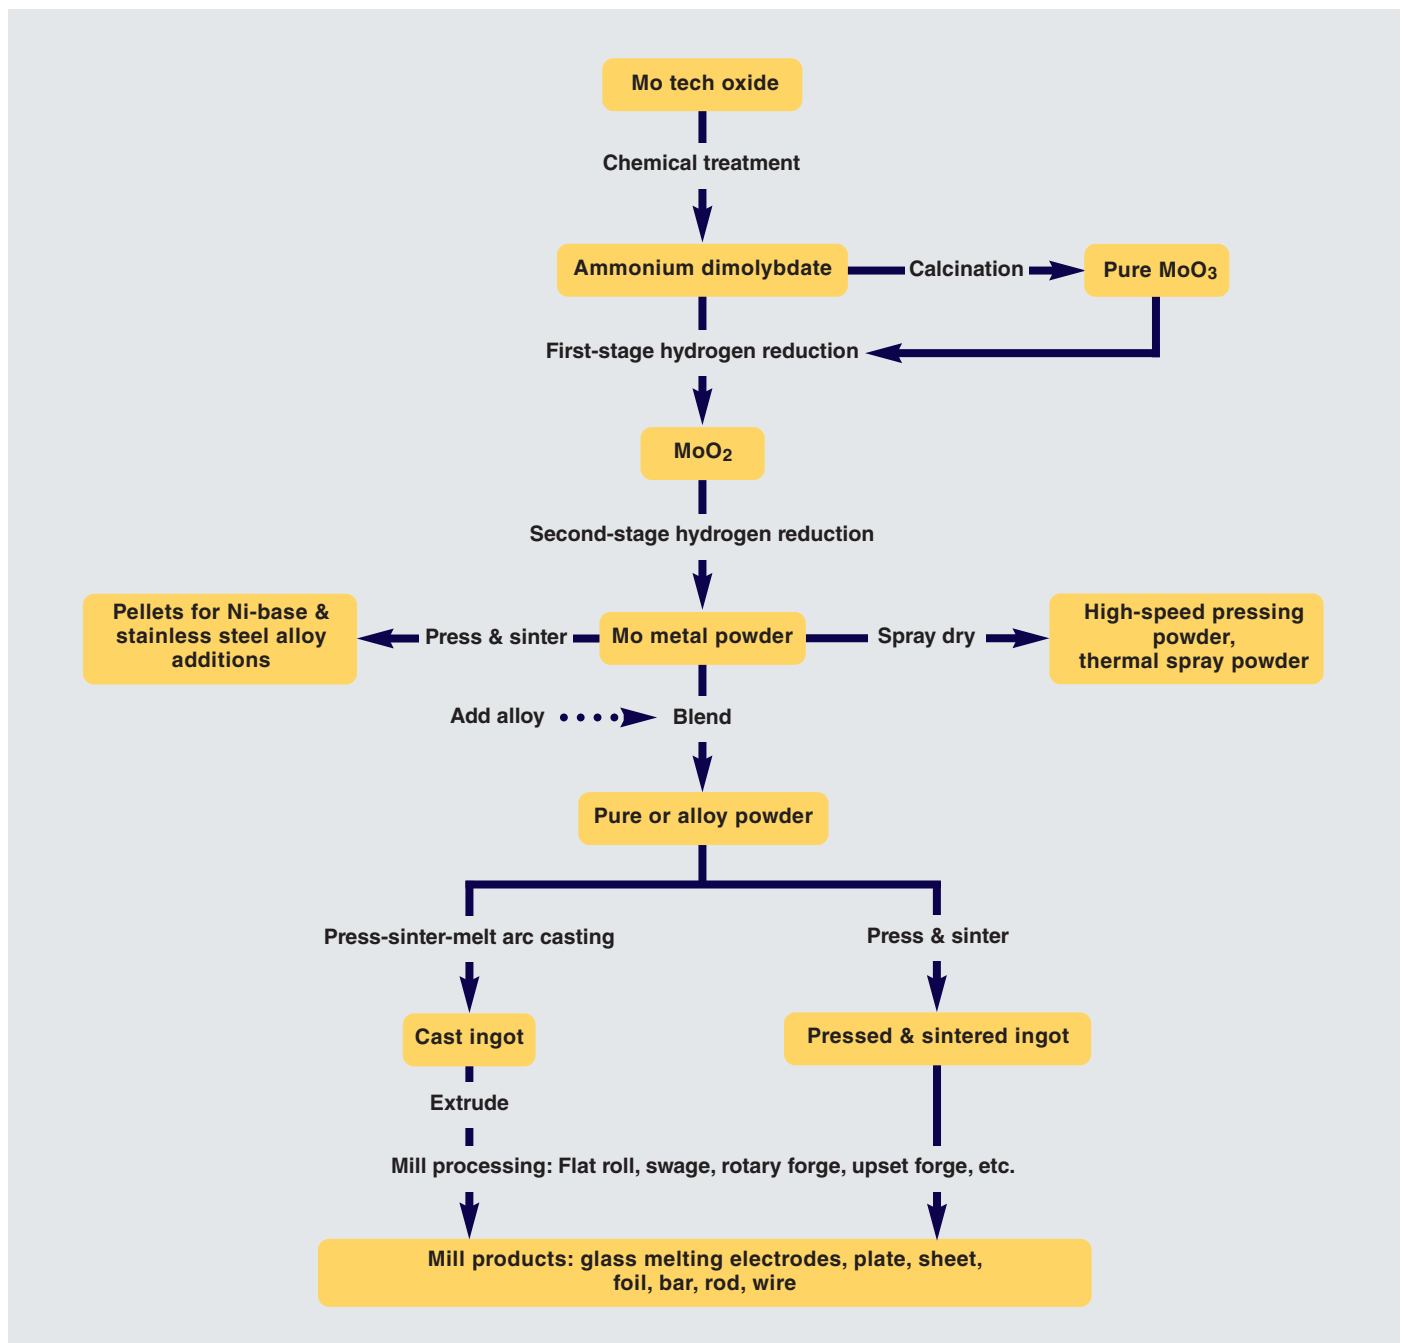 Mo tech oxide
Chemical treatment
Ammonium dimolybdate
Calcination
Pure MoO3
First-stage hydrogen reduction
MoO2
Second-stage hydrogen reduction
Pellets for Ni-base &
stainless steel alloy
additions
Press & sinter
Mo metal powder
Spray dry
High-speed pressing
powder,
thermal spray powder
Add alloy
Blend
Pure or alloy powder
Press-sinter-melt arc casting
Press & sinter
Cast ingot
Pressed & sintered ingot
Extrude
Mill processing: Flat roll, swage, rotary forge, upset forge, etc.
Mill products: glass melting electrodes, plate, sheet,
foil, bar, rod, wire